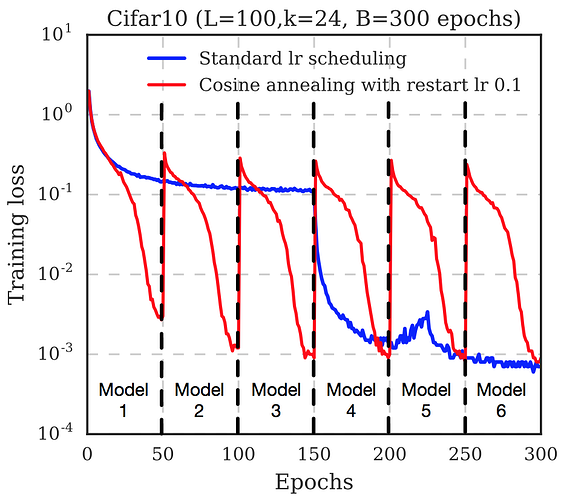 Cifar10 (L=100,k=24, B=300 epochs)
Standard lr scheduling
Cosine annealing with restart lr 0.1
Training loss
10^1
10^0
10^-1
10^-2
10^-3
10^-4
Model 1
Model 2
Model 3
Model 4
Model 5
Model 6
0 50 100 150 200 250 300
Epochs